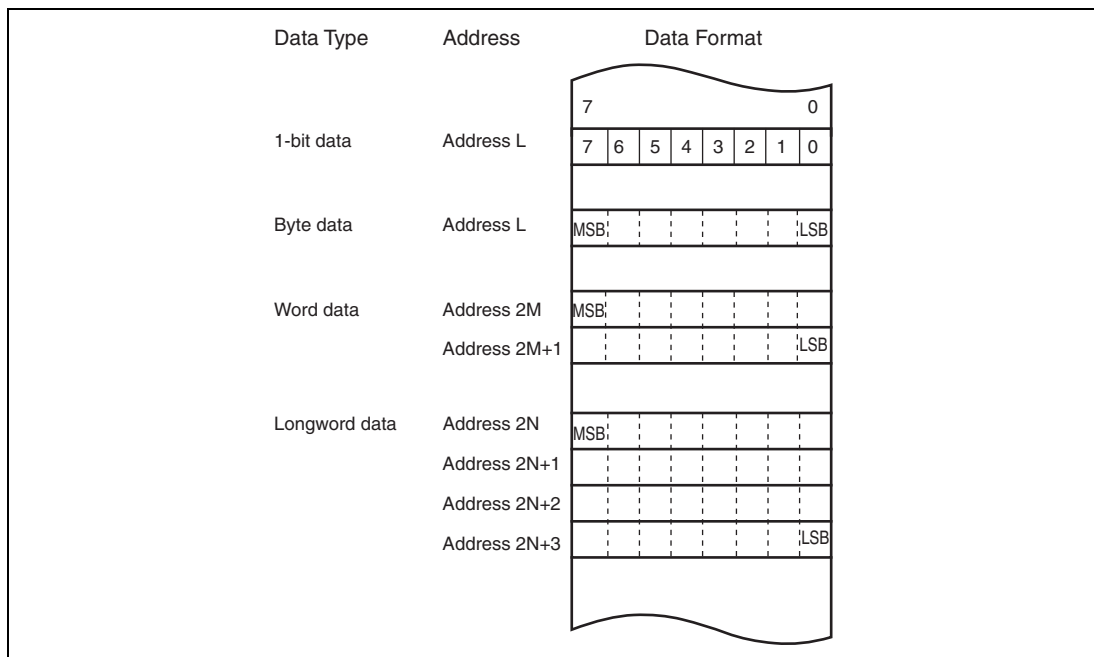 Data Type Address Data Format
7 0
1-bit data Address L 7 6 5 4 3 2 1 0
Byte data Address L MSB LSB
Word data Address 2M MSB
Address 2M+1 LSB
Longword data Address 2N MSB
Address 2N+1
Address 2N+2
Address 2N+3 LSB